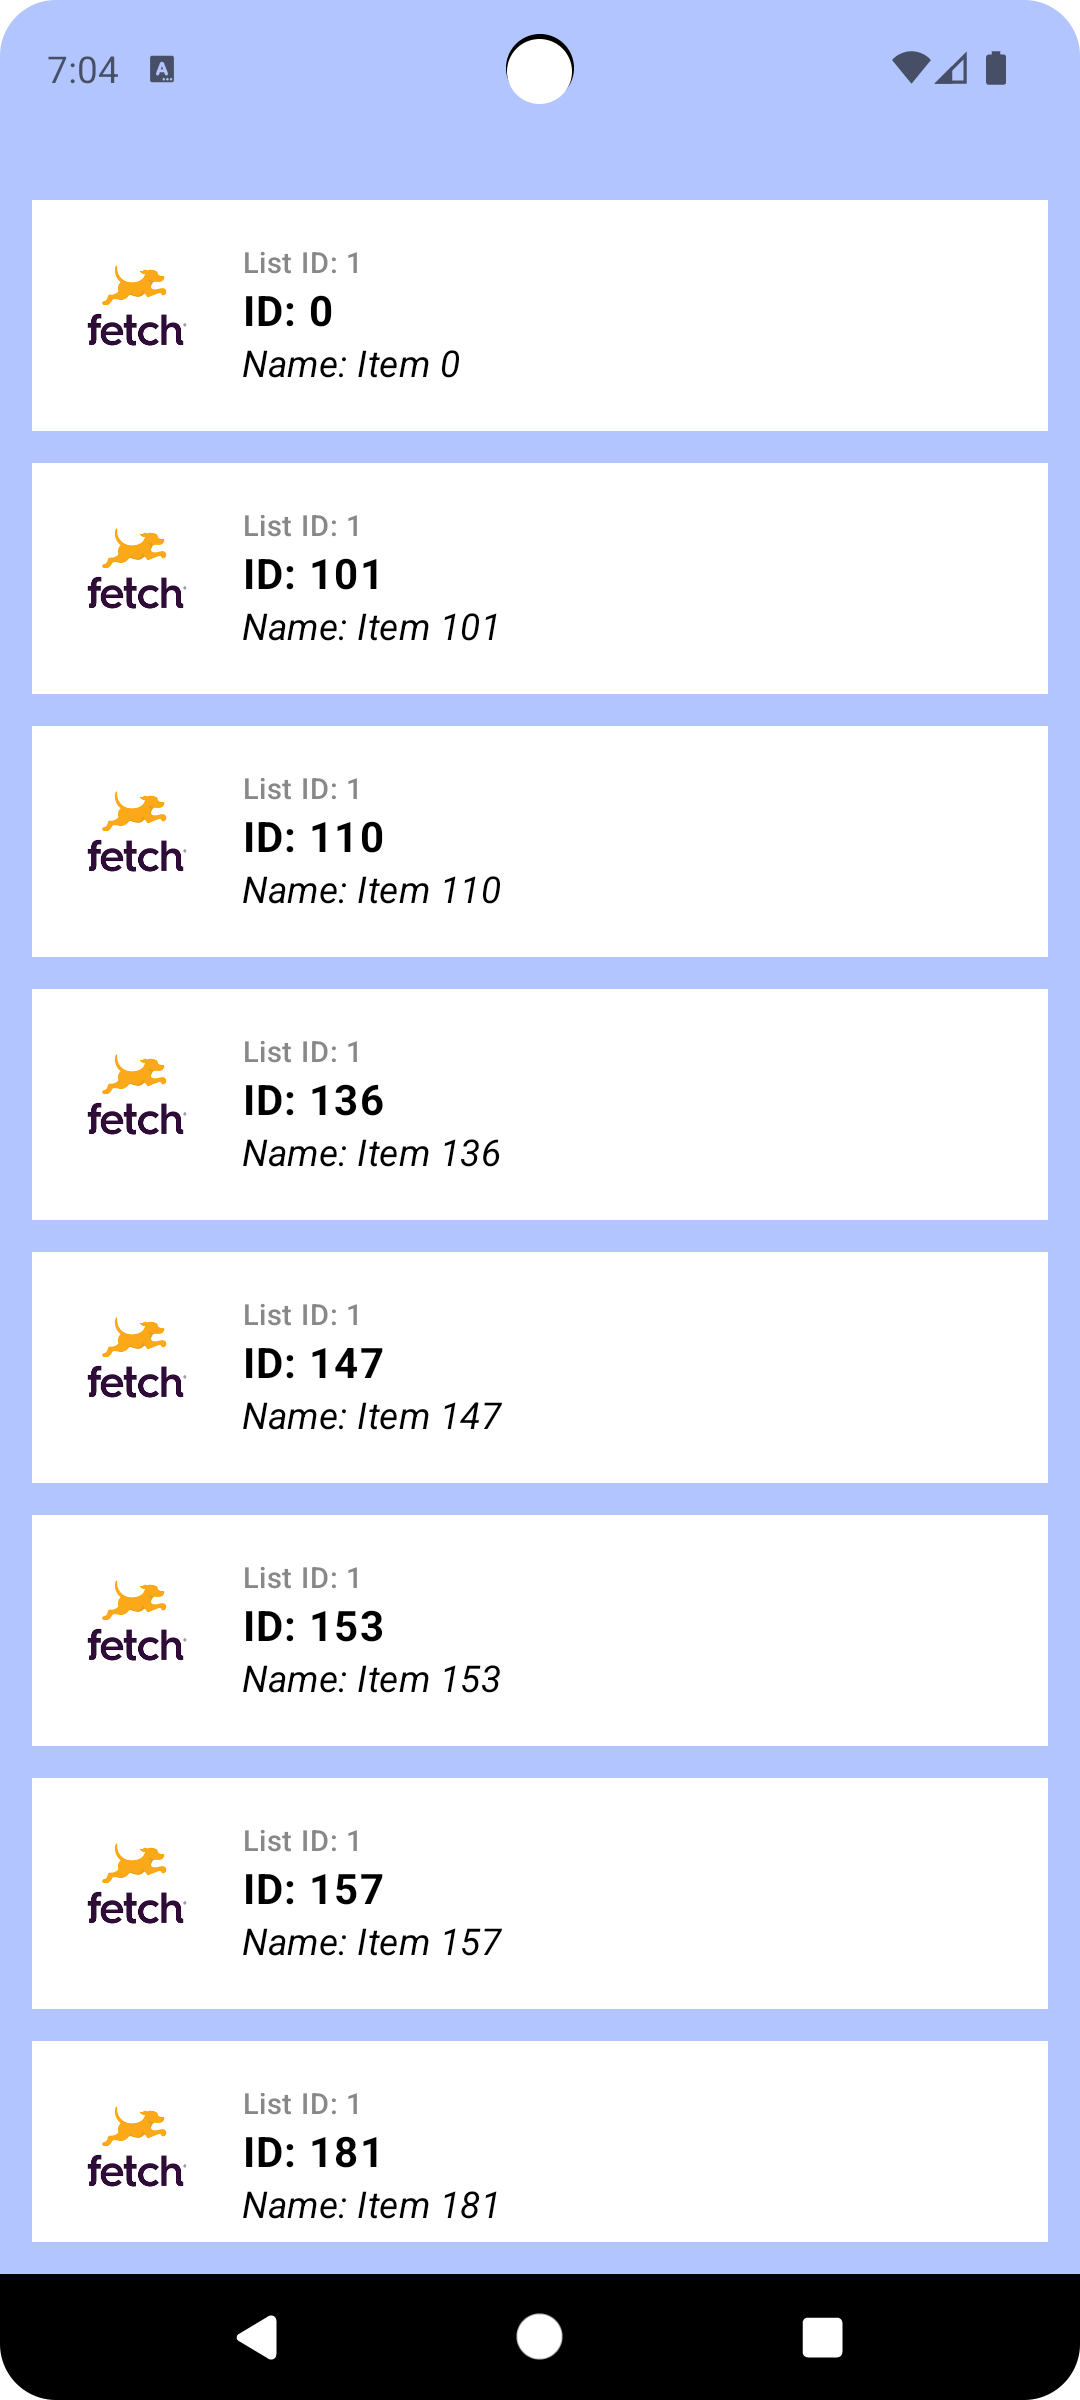 7:04
List ID: 1
ID: 0
Name: Item 0
fetch
List ID: 1
ID: 101
Name: Item 101
fetch
List ID: 1
ID: 110
Name: Item 110
fetch
List ID: 1
ID: 136
Name: Item 136
fetch
List ID: 1
ID: 147
Name: Item 147
fetch
List ID: 1
ID: 153
Name: Item 153
fetch
List ID: 1
ID: 157
Name: Item 157
fetch
List ID: 1
ID: 181
Name: Item 181
fetch